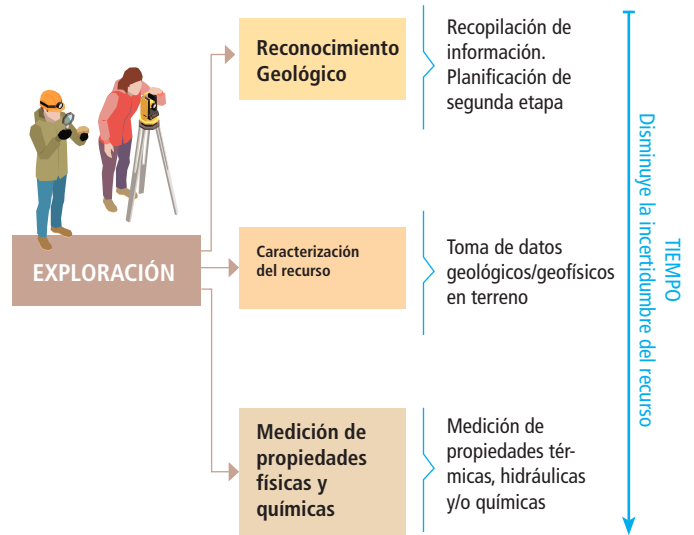 EXPLORACIÓN
Reconocimiento
Geológico
Recopilación de
información.
Planificación de
segunda etapa
Caracterización
del recurso
Toma de datos
geológicos/geofísicos
en terreno
Medición de
propiedades
físicas y
químicas
Medición de
propiedades tér-
micas, hidráulicas
y/o químicas
TIEMPO
Disminuye la incertidumbre del recurso